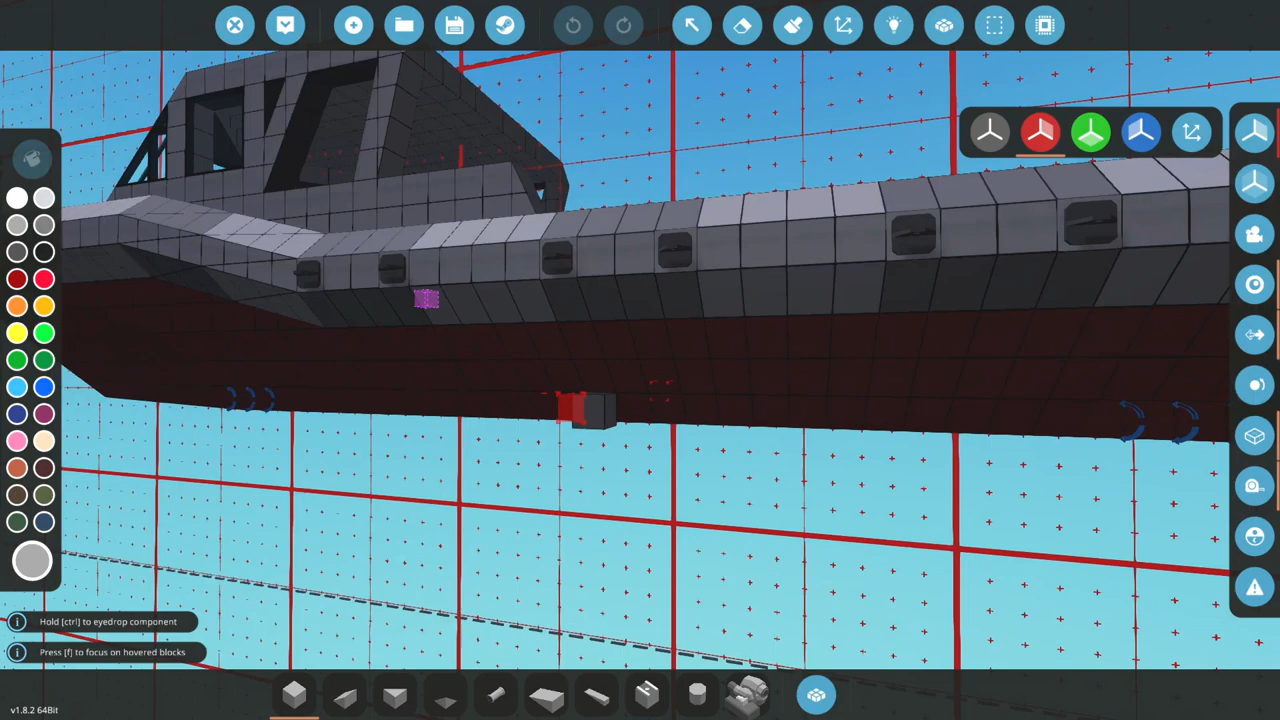 Hold [ctrl] to eyedrop component
Press [f] to focus on hovered blocks
v1.8.2 64Bit